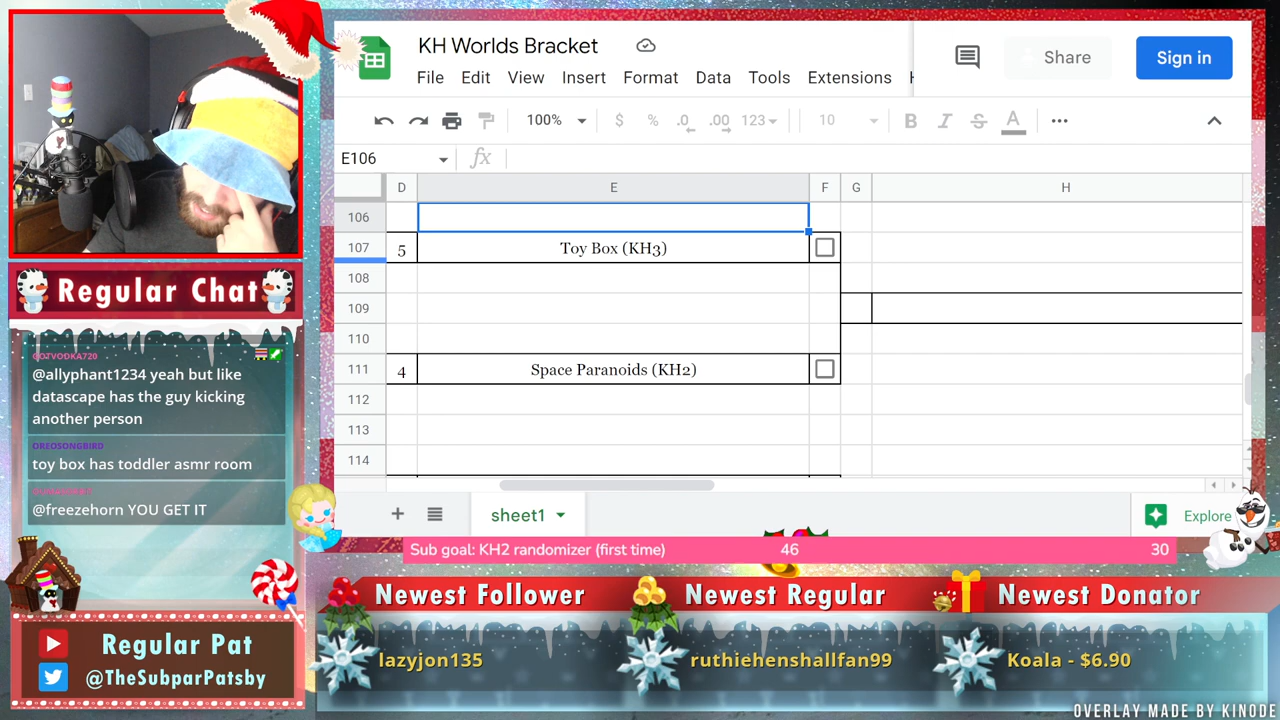 KH Worlds Bracket
File Edit View Insert Format Data Tools Extensions
Share
Sign in
100% $ % .0 .00 123 10 B I S A
E106 fx
D E F G H
106
107 5 Toy Box (KH3)
108
109
110
111 4 Space Paranoids (KH2)
112
113
114
sheet1
Explore
Regular Chat
@allyphant1234 yeah but like
datascape has the guy kicking
another person
OREOSONGBIRD
toy box has toddler asmr room
@freezehorn YOU GET IT
Sub goal: KH2 randomizer (first time) 46 30
Newest Follower Newest Regular Newest Donator
lazyjon135 ruthiehenshallfan99 Koala - $6.90
Regular Pat
@TheSubparPatsby
OVERLAY MADE BY KINODE